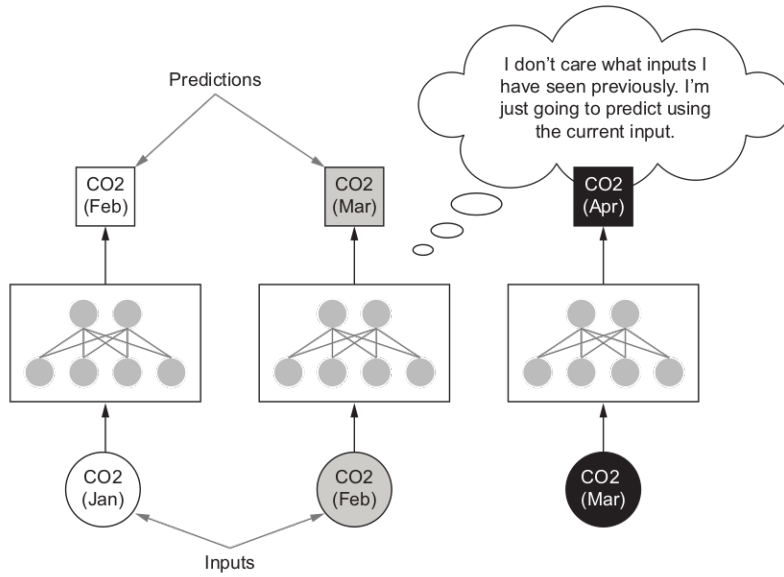 I don’t care what inputs I
have seen previously. I’m
just going to predict using
the current input.
Predictions
CO2
(Feb)
CO2
(Mar)
CO2
(Apr)
CO2
(Jan)
CO2
(Feb)
CO2
(Mar)
Inputs